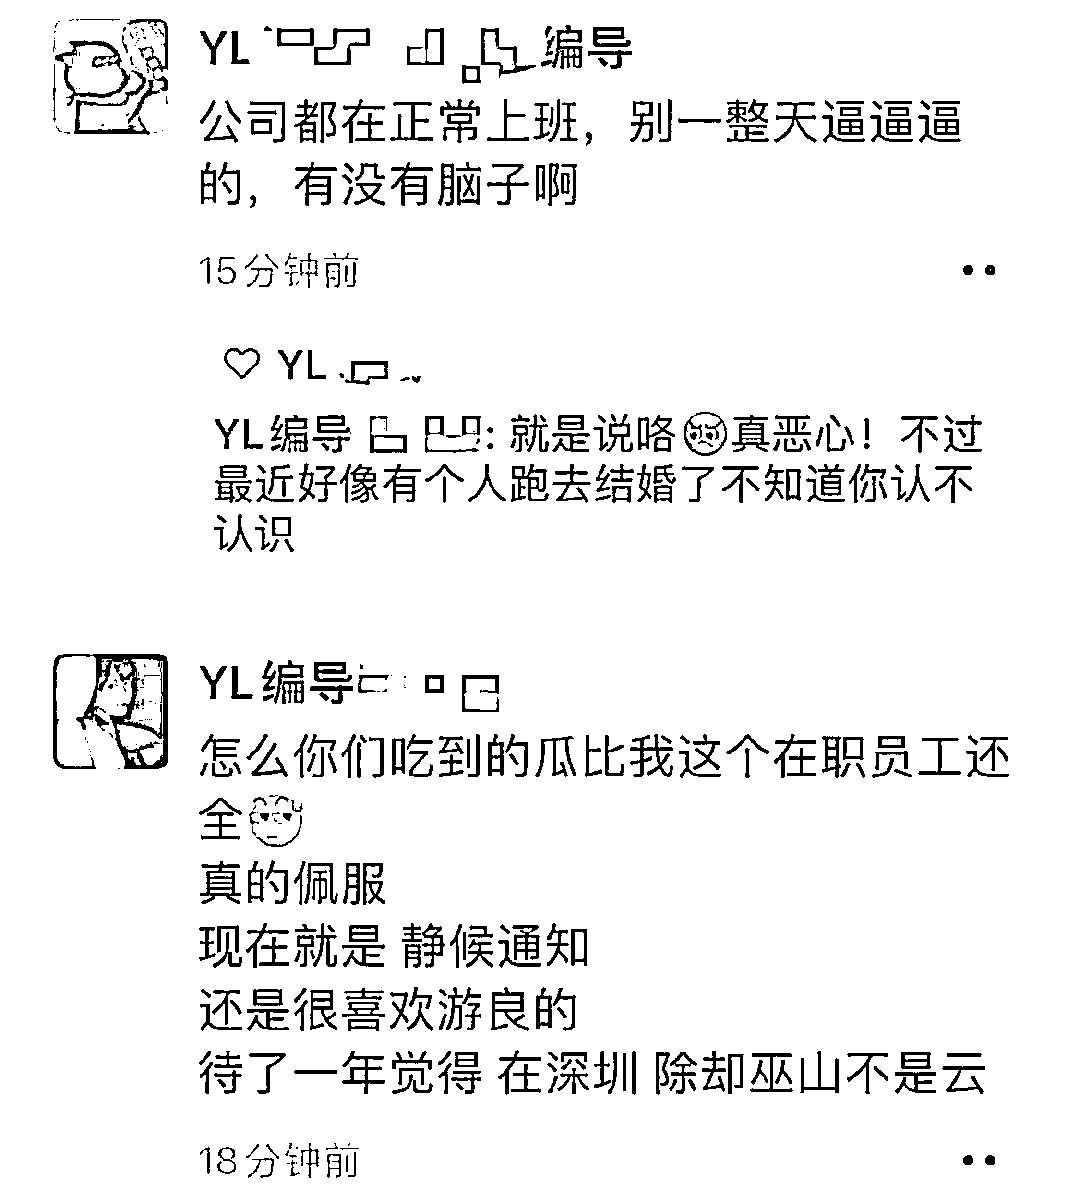 YL 编导
公司都在正常上班，别一整天逼逼逼
的，有没有脑子啊
15分钟前
YL
YL编导 : 就是说咯真恶心！不过
最近好像有个人跑去结婚了不知道你认不
认识
YL编导
怎么你们吃到的瓜比我这个在职员工还
全
真的佩服
现在就是 静候通知
还是很喜欢游良的
待了一年觉得 在深圳 除却巫山不是云
18分钟前